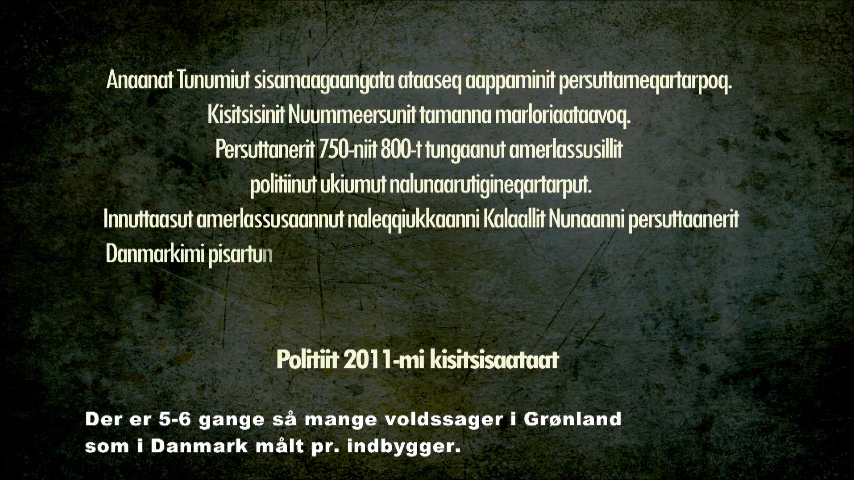 Anaanat Tunumiut sisamaagaangata ataaseq aappaminit persuttarneqartarpoq.
Kisitsisinit Nuummeersunit tamanna marloriaataavoq.
Persuttanerit 750-niit 800-t tungaanut amerlassusillit
politiinut ukiumut nalunaarutigineqartarput.
Innuttaasut amerlassusaannut naleqqiukkaanni Kalaallit Nunaanni persuttaanerit
Danmarkimi pisartun
Politiit 2011-mi kisitsisaataat
Der er 5-6 gange så mange voldssager i Grønland
som i Danmark målt pr. indbygger.